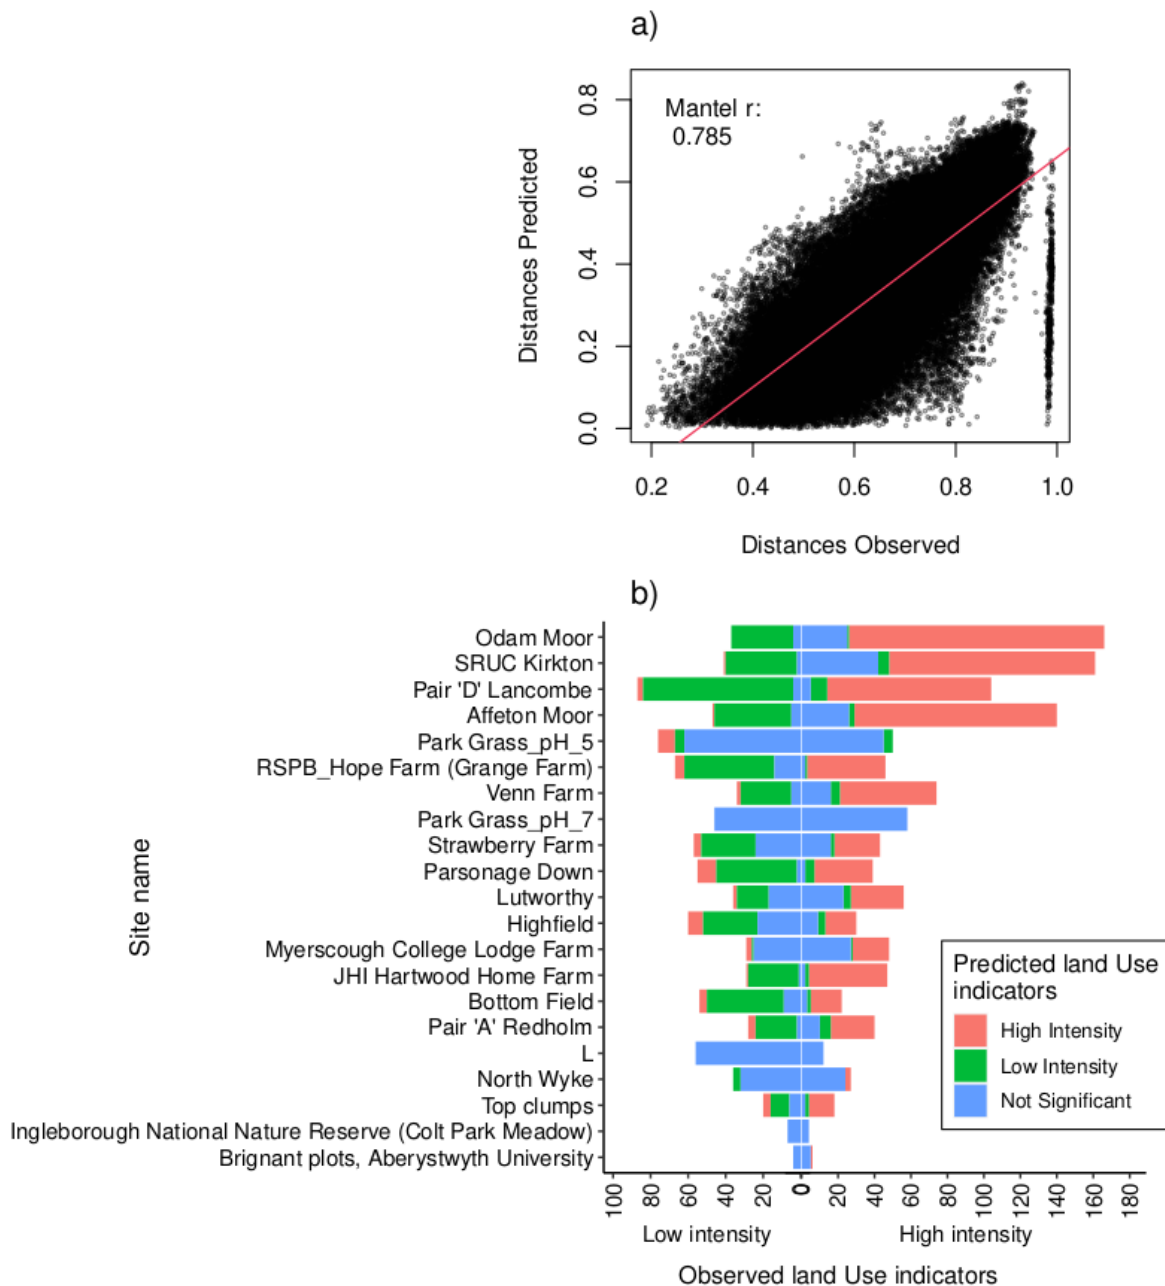 a)
Mantel r:
0.785
Distances Predicted
0.0
0.2
0.4
0.6
0.8
0.2
0.4
0.6
0.8
1.0
Distances Observed
b)
Site name
Odam Moor
SRUC Kirkton
Pair 'D' Lancombe
Affeton Moor
Park Grass_pH_5
RSPB_Hope Farm (Grange Farm)
Venn Farm
Park Grass_pH_7
Strawberry Farm
Parsonage Down
Lutworthy
Highfield
Myerscough College Lodge Farm
JHI Hartwood Home Farm
Bottom Field
Pair 'A' Redholm
L
North Wyke
Top clumps
Ingleborough National Nature Reserve (Colt Park Meadow)
Brignant plots, Aberystwyth University
Predicted land Use
indicators
High Intensity
Low Intensity
Not Significant
100
80
60
40
20
0
20
40
60
80
100
120
140
160
180
Low intensity
High intensity
Observed land Use indicators